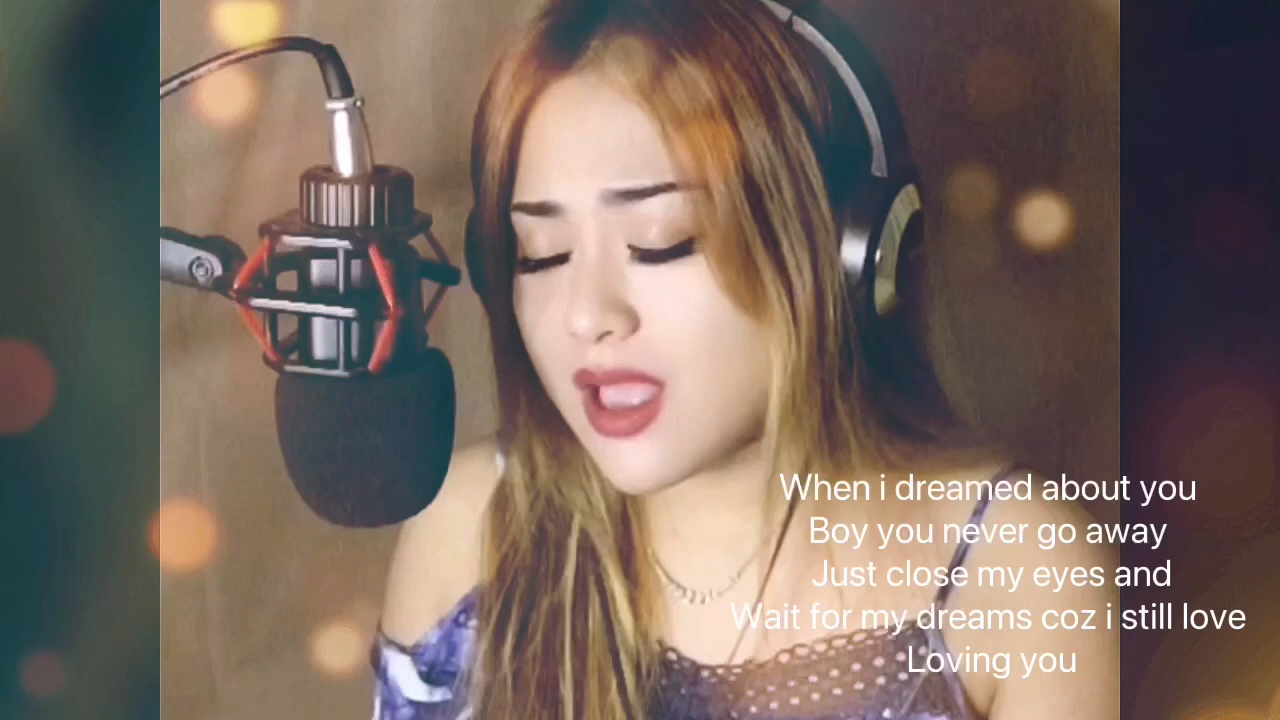 When i dreamed about you
Boy you never go away
Just close my eyes and
Wait for my dreams coz i still love
Loving you